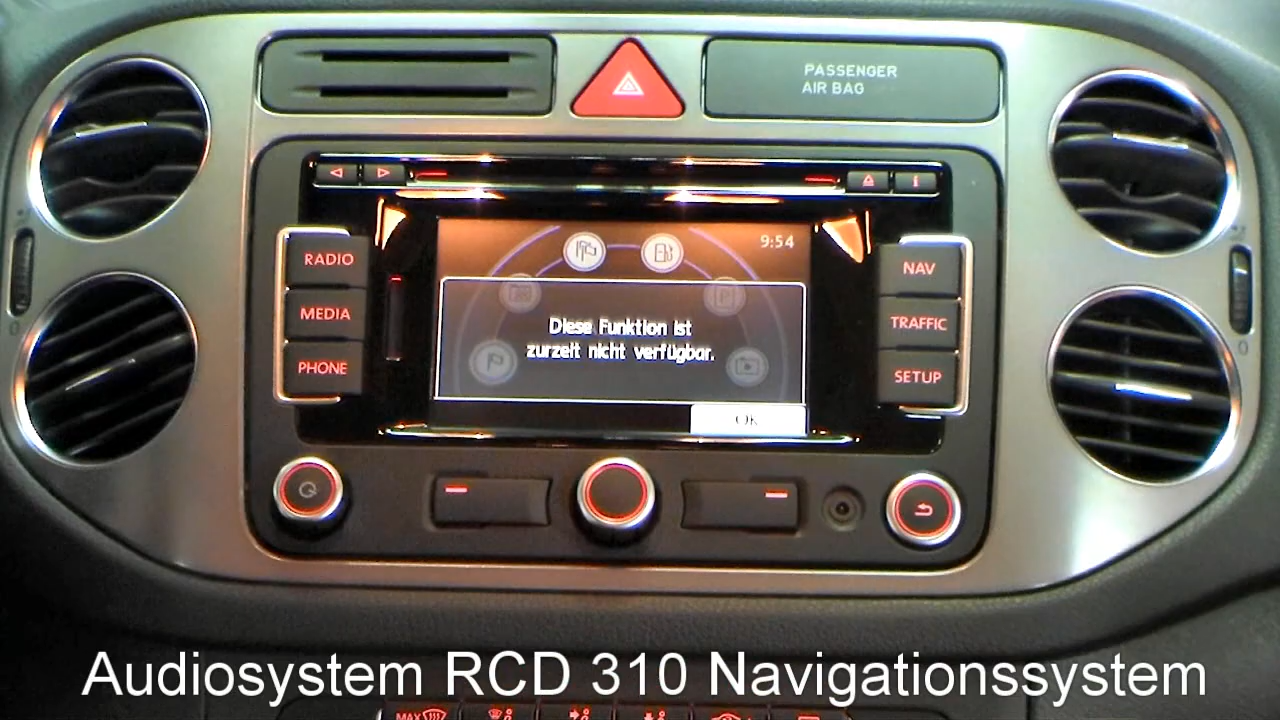 PASSENGER
AIR BAG
RADIO
MEDIA
PHONE
9:54
Diese Funktion ist
zurzeit nicht verfügbar.
OK
NAV
TRAFFIC
SETUP
Audiosystem RCD 310 Navigationssystem
MAX